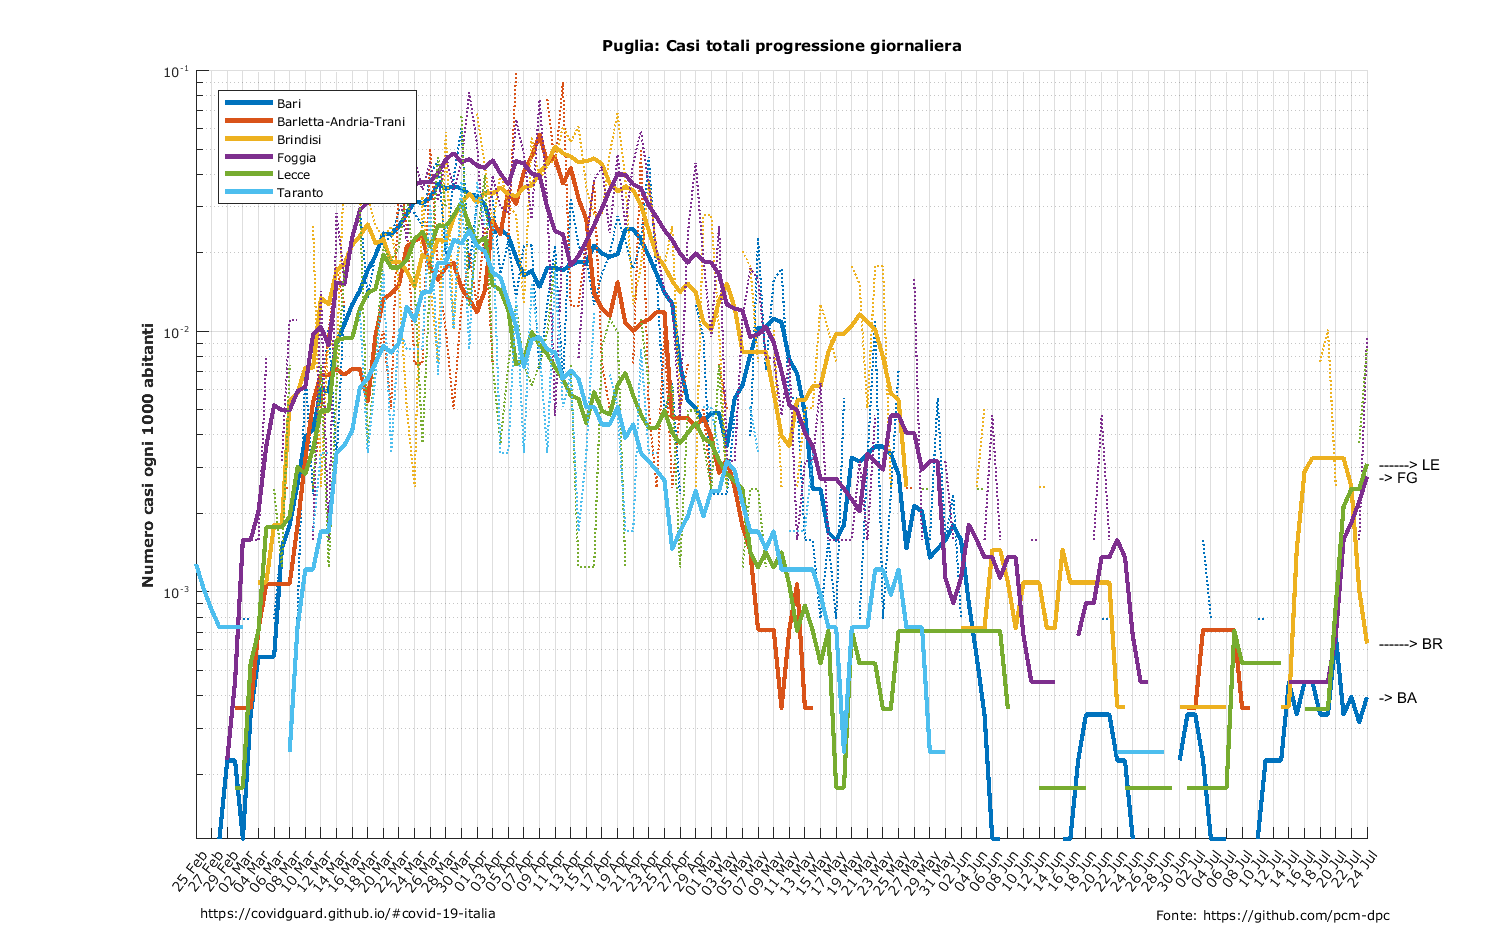 Puglia: Casi totali progressione giornaliera
Numero casi ogni 1000 abitanti
10⁻¹
10⁻²
10⁻³
Bari
Barletta-Andria-Trani
Brindisi
Foggia
Lecce
Taranto
------> LE
-> FG
------> BR
-> BA
25 Feb
27 Feb
29 Feb
02 Mar
04 Mar
06 Mar
08 Mar
10 Mar
12 Mar
14 Mar
16 Mar
18 Mar
20 Mar
22 Mar
24 Mar
26 Mar
28 Mar
30 Mar
01 Apr
03 Apr
05 Apr
07 Apr
09 Apr
11 Apr
13 Apr
15 Apr
17 Apr
19 Apr
21 Apr
23 Apr
25 Apr
27 Apr
29 Apr
01 May
03 May
05 May
07 May
09 May
11 May
13 May
15 May
17 May
19 May
21 May
23 May
25 May
27 May
29 May
31 May
02 Jun
04 Jun
06 Jun
08 Jun
10 Jun
12 Jun
14 Jun
16 Jun
18 Jun
20 Jun
22 Jun
24 Jun
26 Jun
28 Jun
30 Jun
02 Jul
04 Jul
06 Jul
08 Jul
10 Jul
12 Jul
14 Jul
16 Jul
18 Jul
20 Jul
22 Jul
24 Jul
https://covidguard.github.io/#covid-19-italia
Fonte: https://github.com/pcm-dpc